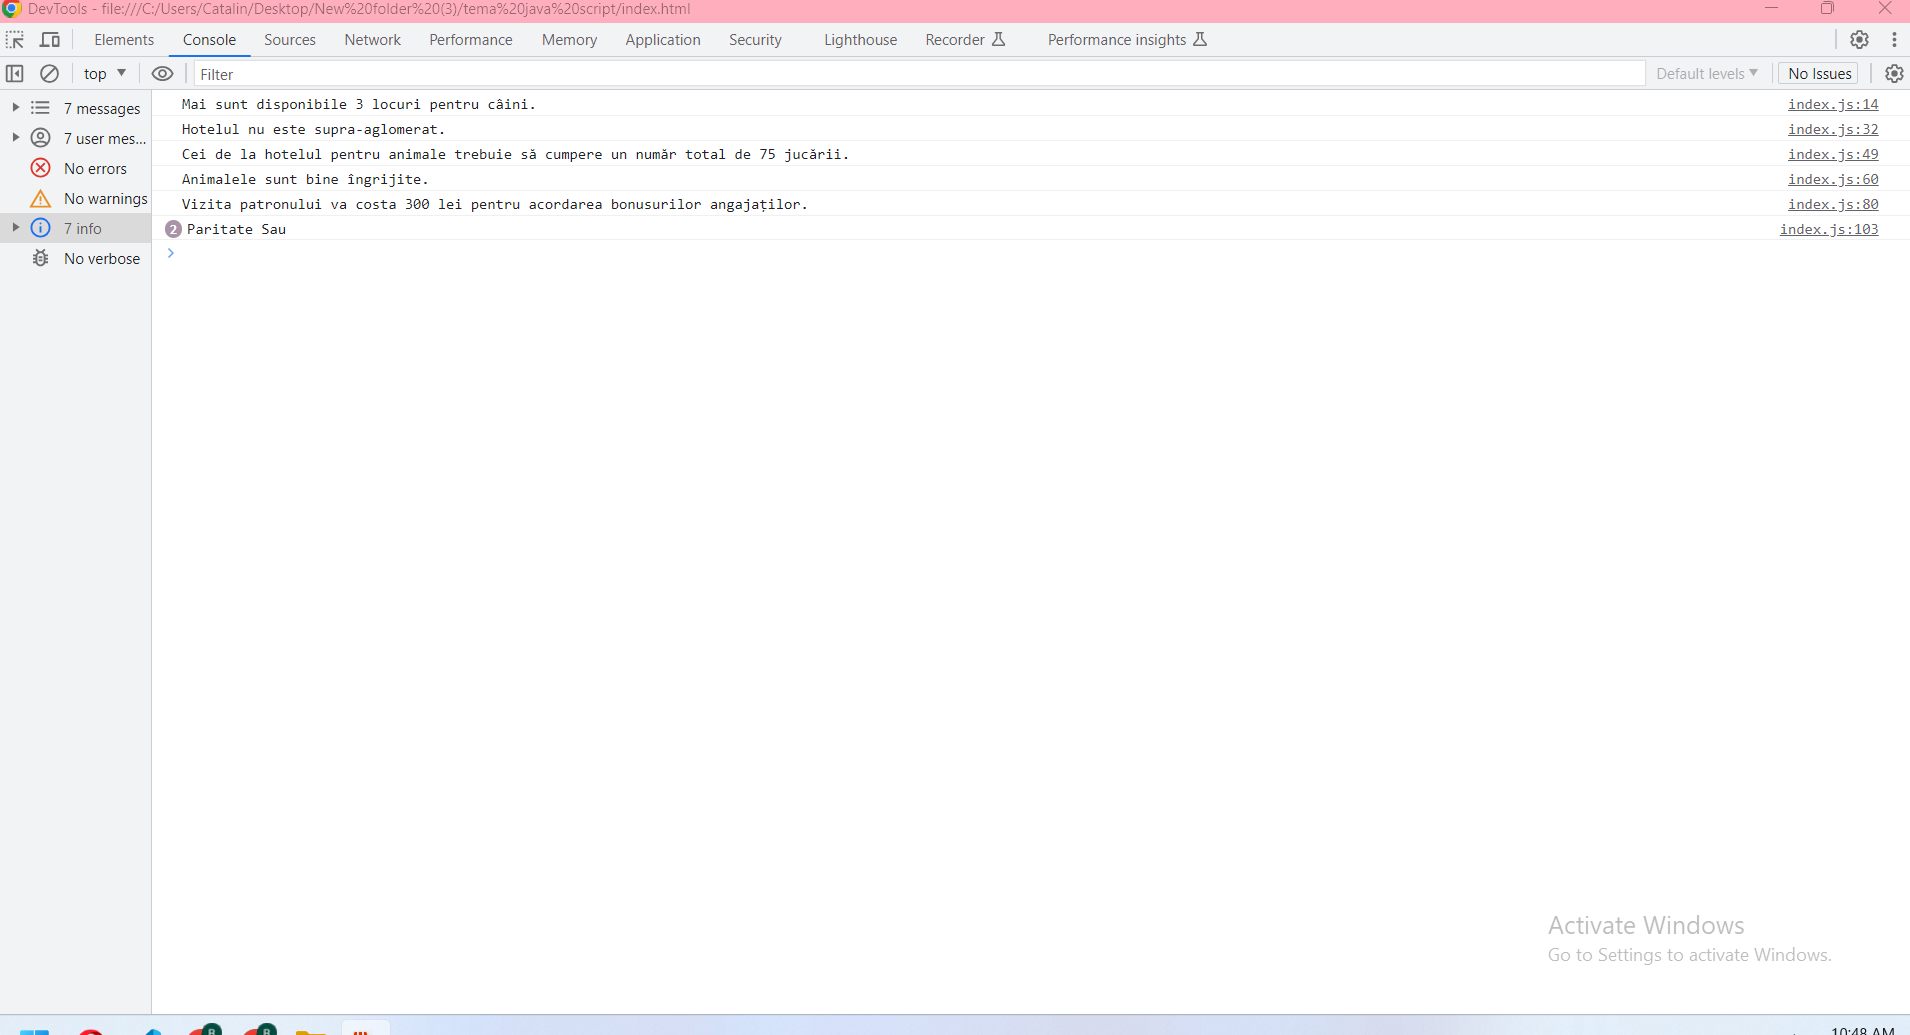 DevTools - file:///C:/Users/Catalin/Desktop/New%20folder%20(3)/tema%20java%20script/index.html
Elements Console Sources Network Performance Memory Application Security Lighthouse Recorder Performance insights
top Filter Default levels No Issues
7 messages
7 user mes...
No errors
No warnings
7 info
No verbose
Mai sunt disponibile 3 locuri pentru câini. index.js:14
Hotelul nu este supra-aglomerat. index.js:32
Cei de la hotelul pentru animale trebuie să cumpere un număr total de 75 jucării. index.js:49
Animalele sunt bine îngrijite. index.js:60
Vizita patronului va costa 300 lei pentru acordarea bonusurilor angajaților. index.js:80
2 Paritate Sau index.js:103
Activate Windows
Go to Settings to activate Windows.
B B 10:48 AM